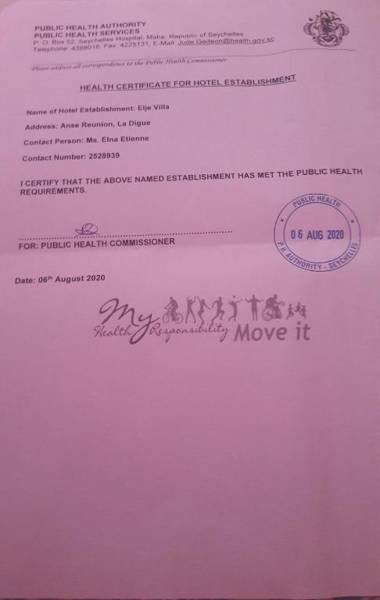 PUBLIC HEALTH AUTHORITY
PUBLIC HEALTH SERVICES
P. O. Box 52, Seychelles Hospital, Mahe, Republic of Seychelles
Telephone: 4388016, Fax: 4225131, E-Mail: Jude.Gedeon@health.gov.sc
Please address all correspondence to the Public Health Commissioner
HEALTH CERTIFICATE FOR HOTEL ESTABLISHMENT
Name of Hotel Establishment: Elje Villa
Address: Anse Reunion, La Digue
Contact Person: Ms. Elna Etienne
Contact Number: 2528939
I CERTIFY THAT THE ABOVE NAMED ESTABLISHMENT HAS MET THE PUBLIC HEALTH
REQUIREMENTS.
PUBLIC HEALTH
06 AUG 2020
P.H. AUTHORITY - SEYCHELLES
FOR: PUBLIC HEALTH COMMISSIONER
Date: 06th August 2020
My
Health Responsibility Move it